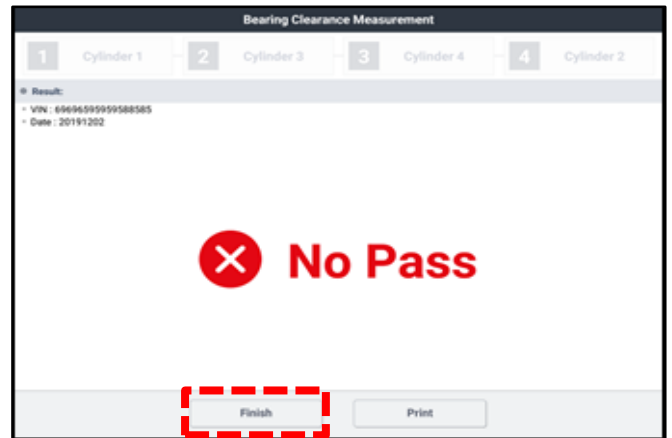 Bearing Clearance Measurement
1 Cylinder 1 2 Cylinder 3 3 Cylinder 4 4 Cylinder 2
Result:
VIN : 69696595959588585
Date : 20191202
No Pass
Finish Print